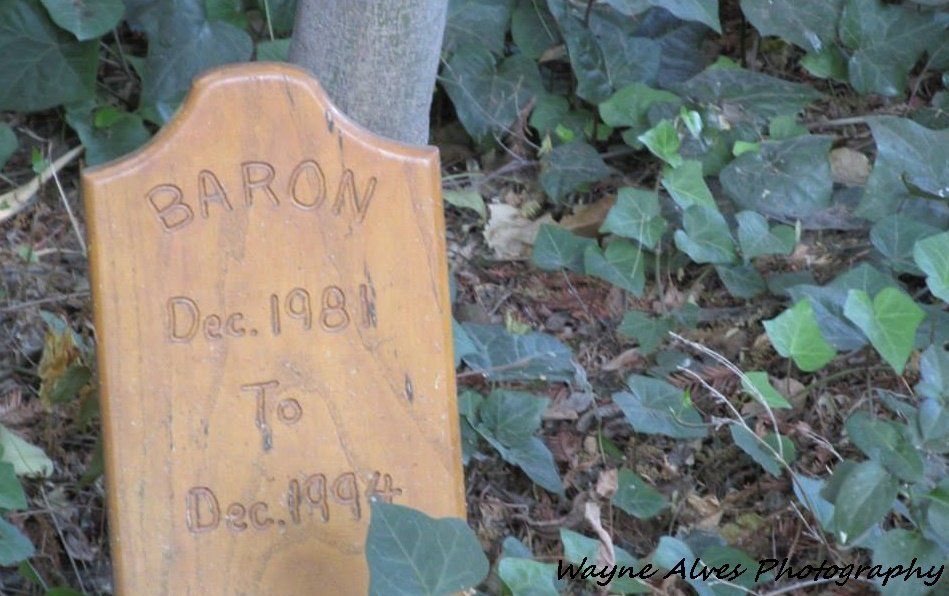 BARON
Dec. 1981
To
Dec. 1994
Wayne Alves Photography